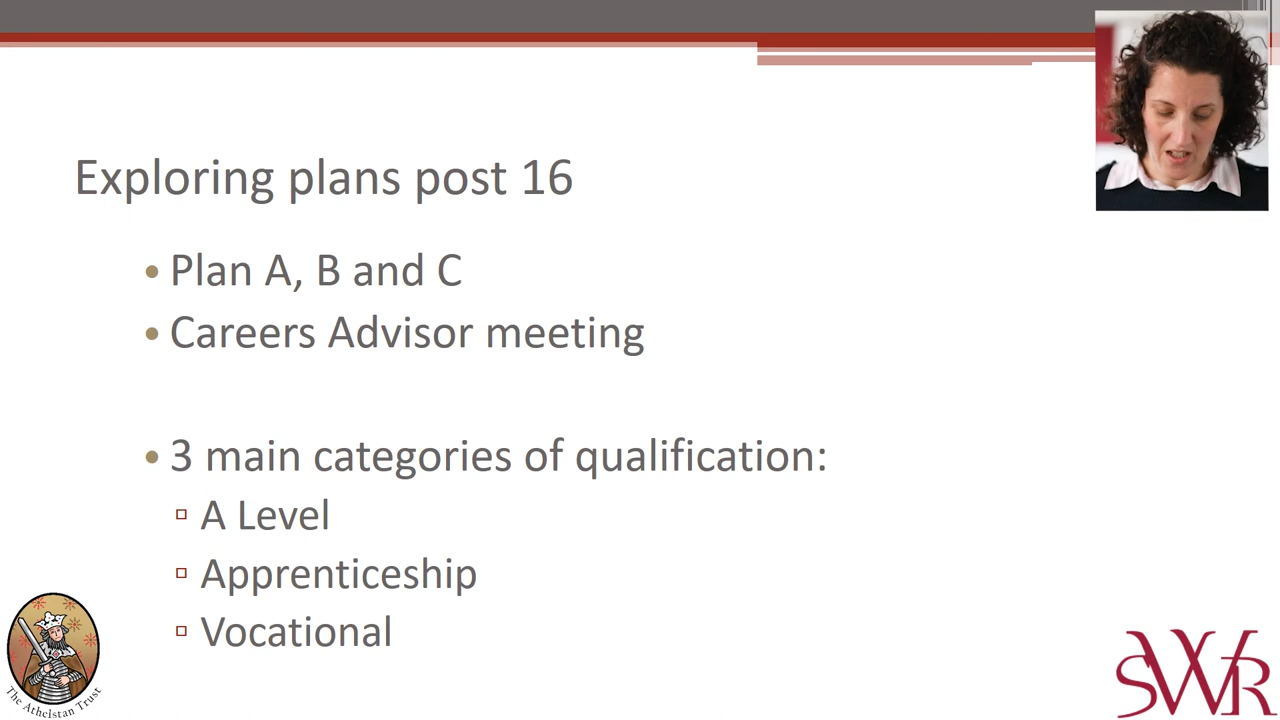 Exploring plans post 16
• Plan A, B and C
• Careers Advisor meeting
• 3 main categories of qualification:
▫ A Level
▫ Apprenticeship
▫ Vocational
The Athelstan Trust
SWR